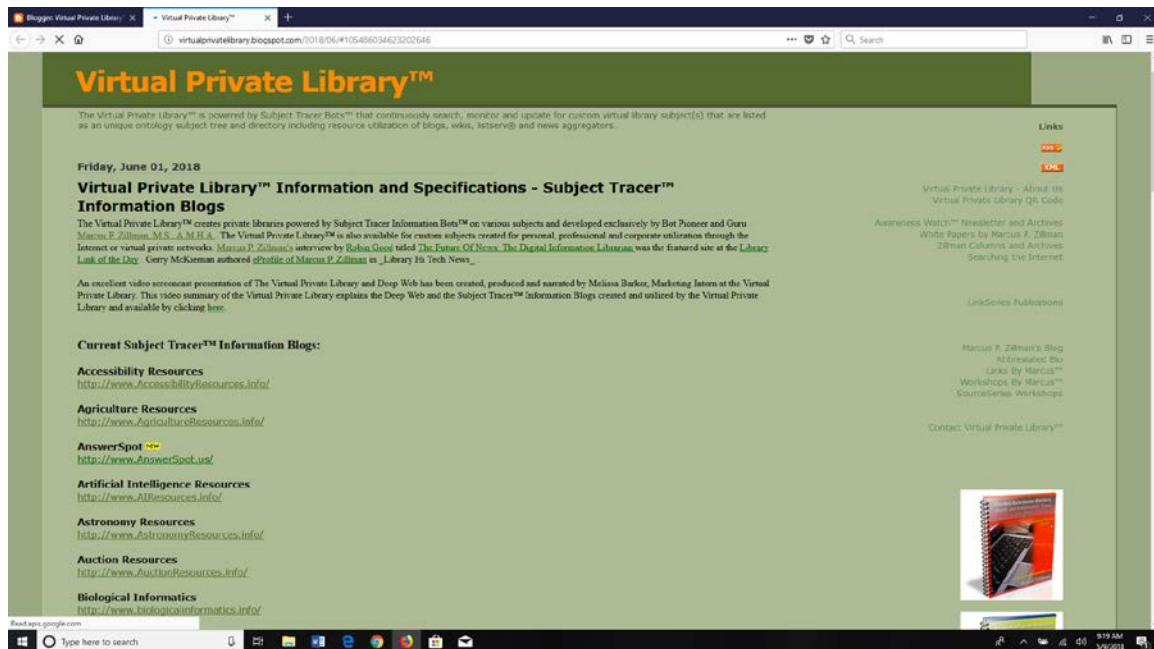 Blogger: Virtual Private Library
Virtual Private Library™
virtualprivatelibrary.blogspot.com/2018/06/#105486034623202646
Search
Virtual Private Library™
The Virtual Private Library™ is powered by Subject Tracer Bots™ that continuously search, monitor and update for custom virtual library subject(s) that are listed
as an unique ontology subject tree and directory including resource utilization of blogs, wikis, listserv® and news aggregators.
Links
RSS
XML
Friday, June 01, 2018
Virtual Private Library™ Information and Specifications - Subject Tracer™
Information Blogs
The Virtual Private Library™ creates private libraries powered by Subject Tracer Information Bots™ on various subjects and developed exclusively by Bot Pioneer and Guru
Marcus P. Zillman, M.S., A.M.H.A.. The Virtual Private Library™ is also available for custom subjects created for personal, professional and corporate utilization through the
Internet or virtual private networks. Marcus P. Zillman's interview by Robin Good titled The Future Of News: The Digital Information Librarian was the featured site at the Library
Link of the Day . Gerry McKiernan authored eProfile of Marcus P. Zillman in _Library Hi Tech News_ .
An excellent video screencast presentation of The Virtual Private Library and Deep Web has been created, produced and narrated by Melissa Barker, Marketing Intern at the Virtual
Private Library. This video summary of the Virtual Private Library explains the Deep Web and the Subject Tracer™ Information Blogs created and utilized by the Virtual Private
Library and available by clicking here.
Current Subject Tracer™ Information Blogs:
Accessibility Resources
http://www.AccessibilityResources.info/
Agriculture Resources
http://www.AgricultureResources.info/
AnswerSpot NEW
http://www.AnswerSpot.us/
Artificial Intelligence Resources
http://www.AIResources.info/
Astronomy Resources
http://www.AstronomyResources.info/
Auction Resources
http://www.AuctionResources.info/
Biological Informatics
http://www.biologicalinformatics.info/
Virtual Private Library - About Us
Virtual Private Library QR Code
Awareness Watch™ Newsletter and Archives
White Papers by Marcus P. Zillman
Zillman Columns and Archives
Searching the Internet
LinkSeries Publications
Marcus P. Zillman's Blog
Abbreviated Bio
Links By Marcus™
Workshops By Marcus™
SourceSeries Workshops
Contact Virtual Private Library™
Read apis.google.com
Type here to search
9:19 AM
5/9/2018